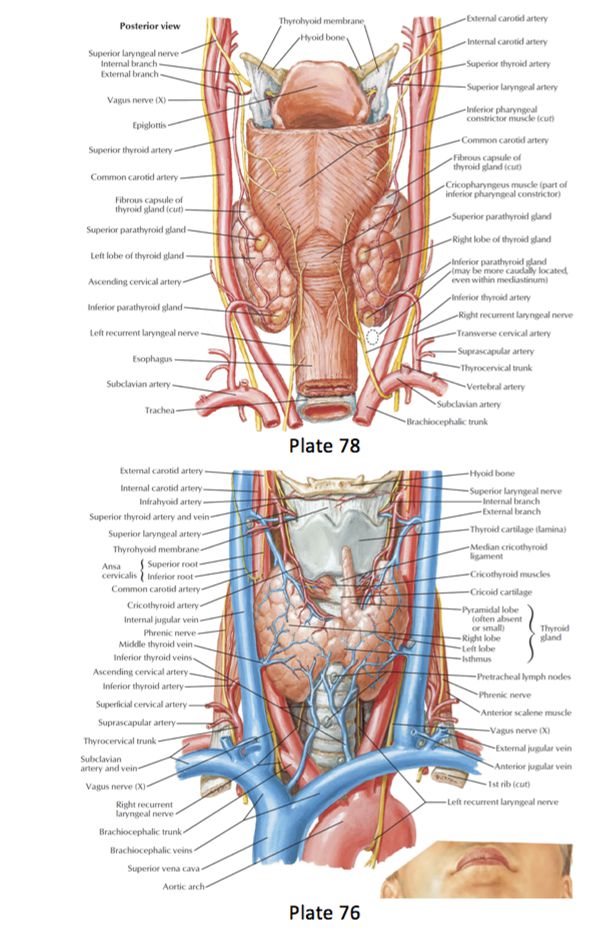 Posterior view
Superior laryngeal nerve
Internal branch
External branch
Vagus nerve (X)
Epiglottis
Superior thyroid artery
Common carotid artery
Fibrous capsule of
thyroid gland (cut)
Superior parathyroid gland
Left lobe of thyroid gland
Ascending cervical artery
Inferior parathyroid gland
Left recurrent laryngeal nerve
Esophagus
Subclavian artery
Trachea
Thyrohyoid membrane
Hyoid bone
External carotid artery
Internal carotid artery
Superior thyroid artery
Superior laryngeal artery
Inferior pharyngeal
constrictor muscle (cut)
Common carotid artery
Fibrous capsule of
thyroid gland (cut)
Cricopharyngeus muscle (part of
inferior pharyngeal constrictor)
Superior parathyroid gland
Right lobe of thyroid gland
Inferior parathyroid gland
(may be more caudally located,
even within mediastinum)
Inferior thyroid artery
Right recurrent laryngeal nerve
Transverse cervical artery
Suprascapular artery
Thyrocervical trunk
Vertebral artery
Subclavian artery
Brachiocephalic trunk
Plate 78
External carotid artery
Internal carotid artery
Infrahyoid artery
Superior thyroid artery and vein
Superior laryngeal artery
Thyrohyoid membrane
Ansa
cervicalis
Superior root
Inferior root
Common carotid artery
Cricothyroid artery
Internal jugular vein
Phrenic nerve
Middle thyroid vein
Inferior thyroid veins
Ascending cervical artery
Inferior thyroid artery
Superficial cervical artery
Suprascapular artery
Thyrocervical trunk
Subclavian
artery and vein
Vagus nerve (X)
Right recurrent
laryngeal nerve
Brachiocephalic trunk
Brachiocephalic veins
Superior vena cava
Aortic arch
Hyoid bone
Superior laryngeal nerve
Internal branch
External branch
Thyroid cartilage (lamina)
Median cricothyroid
ligament
Cricothyroid muscles
Cricoid cartilage
Pyramidal lobe
(often absent
or small)
Right lobe
Left lobe
Isthmus
Thyroid
gland
Pretracheal lymph nodes
Phrenic nerve
Anterior scalene muscle
Vagus nerve (X)
External jugular vein
Anterior jugular vein
1st rib (cut)
Left recurrent laryngeal nerve
Plate 76